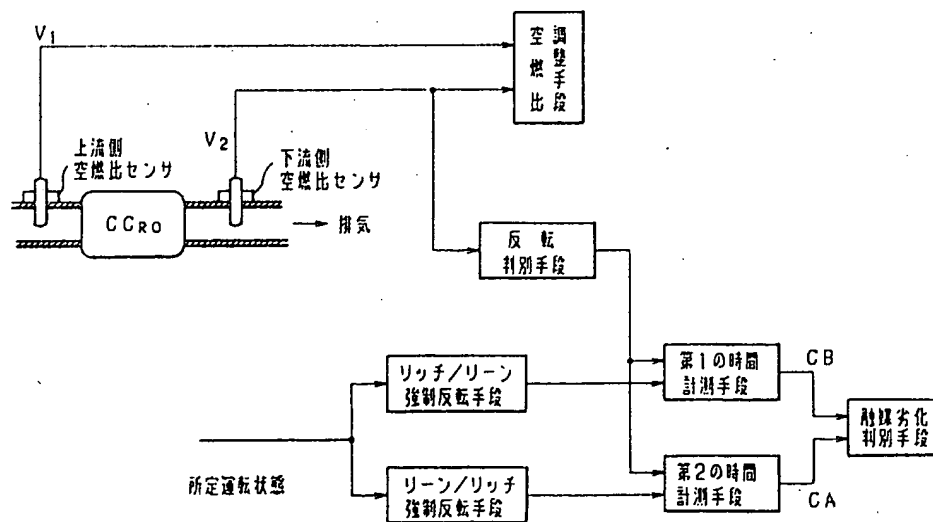 V1
空燃比
調整手段
V2
上流側
空燃比センサ
下流側
空燃比センサ
CCRO
排気
反転
判別手段
リッチ/リーン
強制反転手段
第1の時間
計測手段
CB
触媒劣化
判別手段
所定運転状態
リーン/リッチ
強制反転手段
第2の時間
計測手段
CA